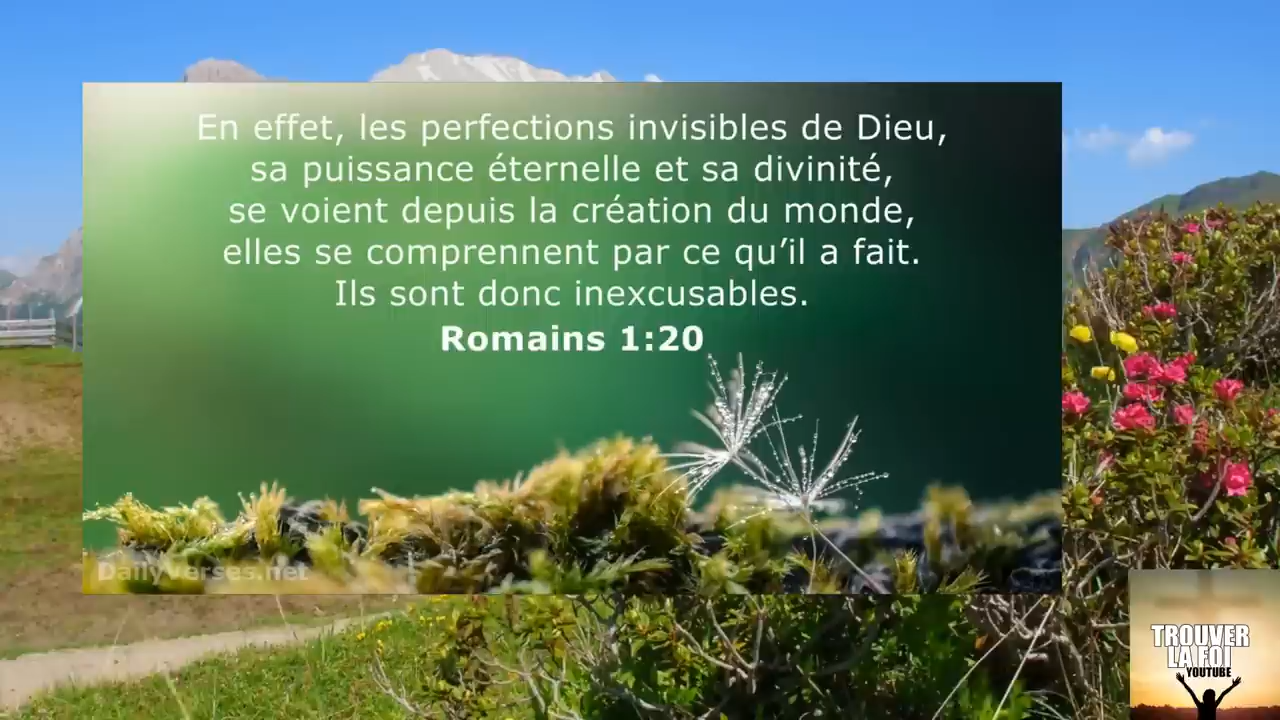 En effet, les perfections invisibles de Dieu,
sa puissance éternelle et sa divinité,
se voient depuis la création du monde,
elles se comprennent par ce qu’il a fait.
Ils sont donc inexcusables.
Romains 1:20
DailyVerses.net
TROUVER
LA FOI
YOUTUBE